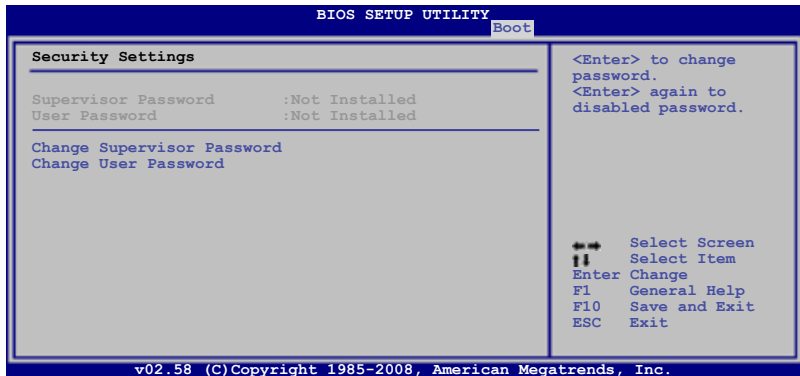 BIOS SETUP UTILITY
Boot
Security Settings
Supervisor Password :Not Installed
User Password :Not Installed
Change Supervisor Password
Change User Password
<Enter> to change
password.
<Enter> again to
disabled password.
←→ Select Screen
↑↓ Select Item
Enter Change
F1 General Help
F10 Save and Exit
ESC Exit
v02.58 (C)Copyright 1985-2008, American Megatrends, Inc.